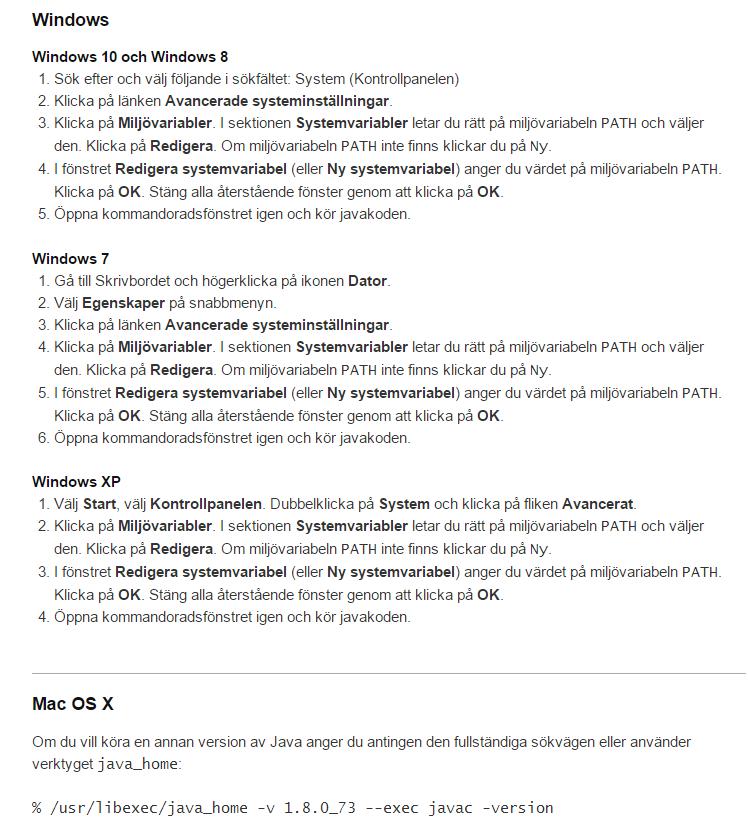 Windows
Windows 10 och Windows 8
1. Sök efter och välj följande i sökfältet: System (Kontrollpanelen)
2. Klicka på länken Avancerade systeminställningar.
3. Klicka på Miljövariabler. I sektionen Systemvariabler letar du rätt på miljövariabeln PATH och väljer
den. Klicka på Redigera. Om miljövariabeln PATH inte finns klickar du på Ny.
4. I fönstret Redigera systemvariabel (eller Ny systemvariabel) anger du värdet på miljövariabeln PATH.
Klicka på OK. Stäng alla återstående fönster genom att klicka på OK.
5. Öppna kommandoradsfönstret igen och kör javakoden.
Windows 7
1. Gå till Skrivbordet och högerklicka på ikonen Dator.
2. Välj Egenskaper på snabbmenyn.
3. Klicka på länken Avancerade systeminställningar.
4. Klicka på Miljövariabler. I sektionen Systemvariabler letar du rätt på miljövariabeln PATH och väljer
den. Klicka på Redigera. Om miljövariabeln PATH inte finns klickar du på Ny.
5. I fönstret Redigera systemvariabel (eller Ny systemvariabel) anger du värdet på miljövariabeln PATH.
Klicka på OK. Stäng alla återstående fönster genom att klicka på OK.
6. Öppna kommandoradsfönstret igen och kör javakoden.
Windows XP
1. Välj Start, välj Kontrollpanelen. Dubbelklicka på System och klicka på fliken Avancerat.
2. Klicka på Miljövariabler. I sektionen Systemvariabler letar du rätt på miljövariabeln PATH och väljer
den. Klicka på Redigera. Om miljövariabeln PATH inte finns klickar du på Ny.
3. I fönstret Redigera systemvariabel (eller Ny systemvariabel) anger du värdet på miljövariabeln PATH.
Klicka på OK. Stäng alla återstående fönster genom att klicka på OK.
4. Öppna kommandoradsfönstret igen och kör javakoden.
Mac OS X
Om du vill köra en annan version av Java anger du antingen den fullständiga sökvägen eller använder
verktyget java_home:
% /usr/libexec/java_home -v 1.8.0_73 --exec javac -version